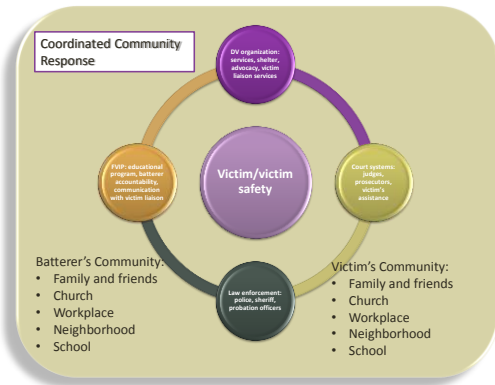 Coordinated Community
Response
DV organization:
services, shelter,
advocacy, victim
liaison services
FVIP: educational
program, batterer
accountability,
communication
with victim liaison
Victim/victim
safety
Court systems:
judges,
prosecutors,
victim's
assistance
Law enforcement:
police, sheriff,
probation officers
Batterer's Community:
• Family and friends
• Church
• Workplace
• Neighborhood
• School
Victim's Community:
• Family and friends
• Church
• Workplace
• Neighborhood
• School